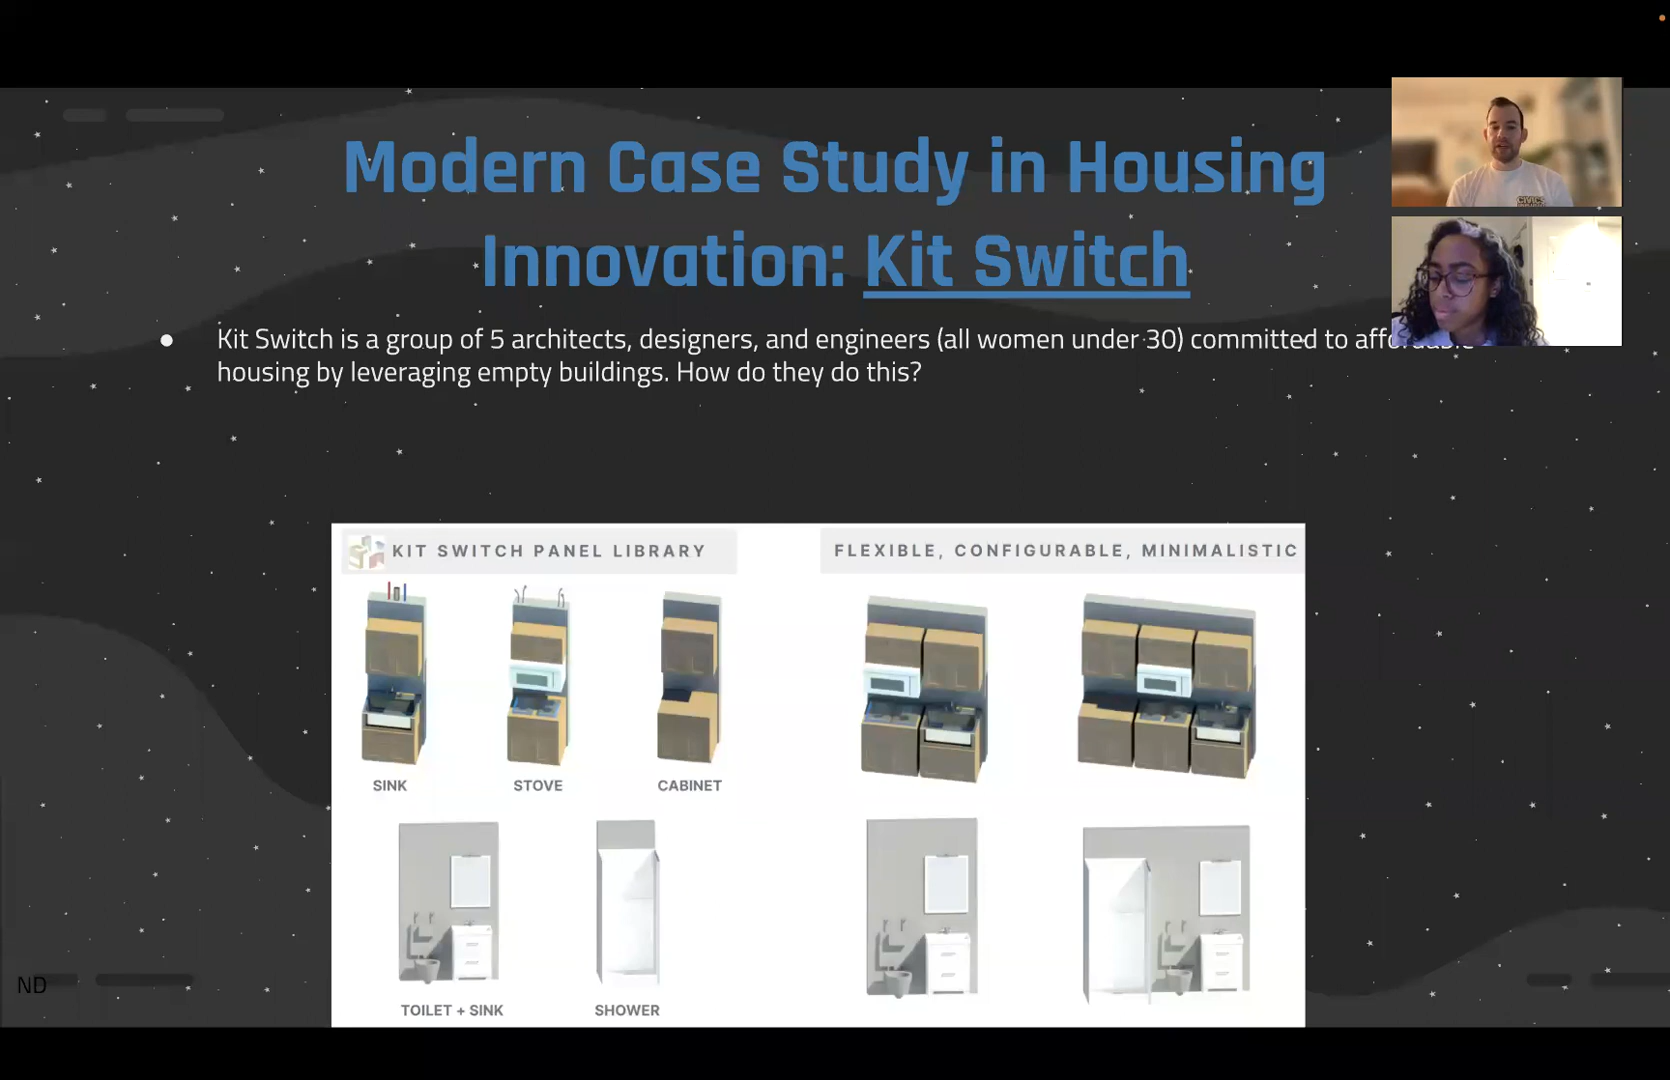 Modern Case Study in Housing
Innovation: Kit Switch
Kit Switch is a group of 5 architects, designers, and engineers (all women under 30) committed to
housing by leveraging empty buildings. How do they do this?
KIT SWITCH PANEL LIBRARY
FLEXIBLE, CONFIGURABLE, MINIMALISTIC
SINK
STOVE
CABINET
TOILET + SINK
SHOWER
ND
CIVICS